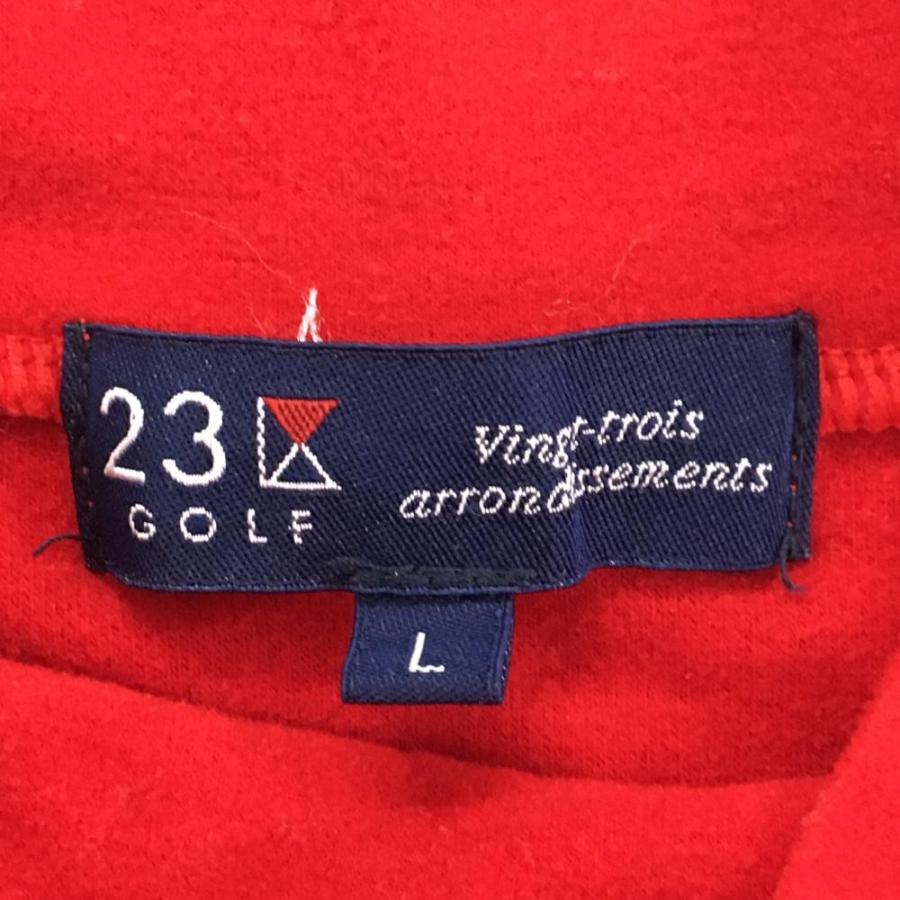 23
GOLF
Vingt-trois
arrondissements
L